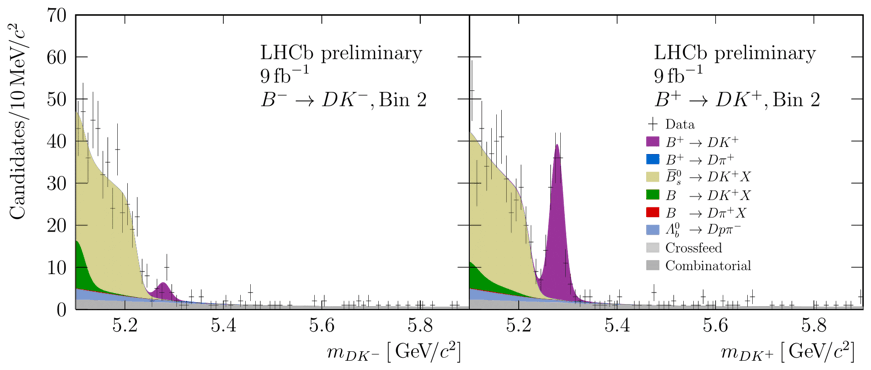 Candidates/10 MeV/c²
70
60
50
40
30
20
10
0
LHCb preliminary
9 fb⁻¹
B⁻ → DK⁻, Bin 2
5.2 5.4 5.6 5.8
m_{DK⁻} [ GeV/c²]
LHCb preliminary
9 fb⁻¹
B⁺ → DK⁺, Bin 2
Data
B⁺ → DK⁺
B⁺ → Dπ⁺
B̅⁰ₛ → DK⁺X
B → DK⁺X
B → Dπ⁺X
Λ⁰_b → Dpπ⁻
Crossfeed
Combinatorial
5.2 5.4 5.6 5.8
m_{DK⁺} [ GeV/c²]